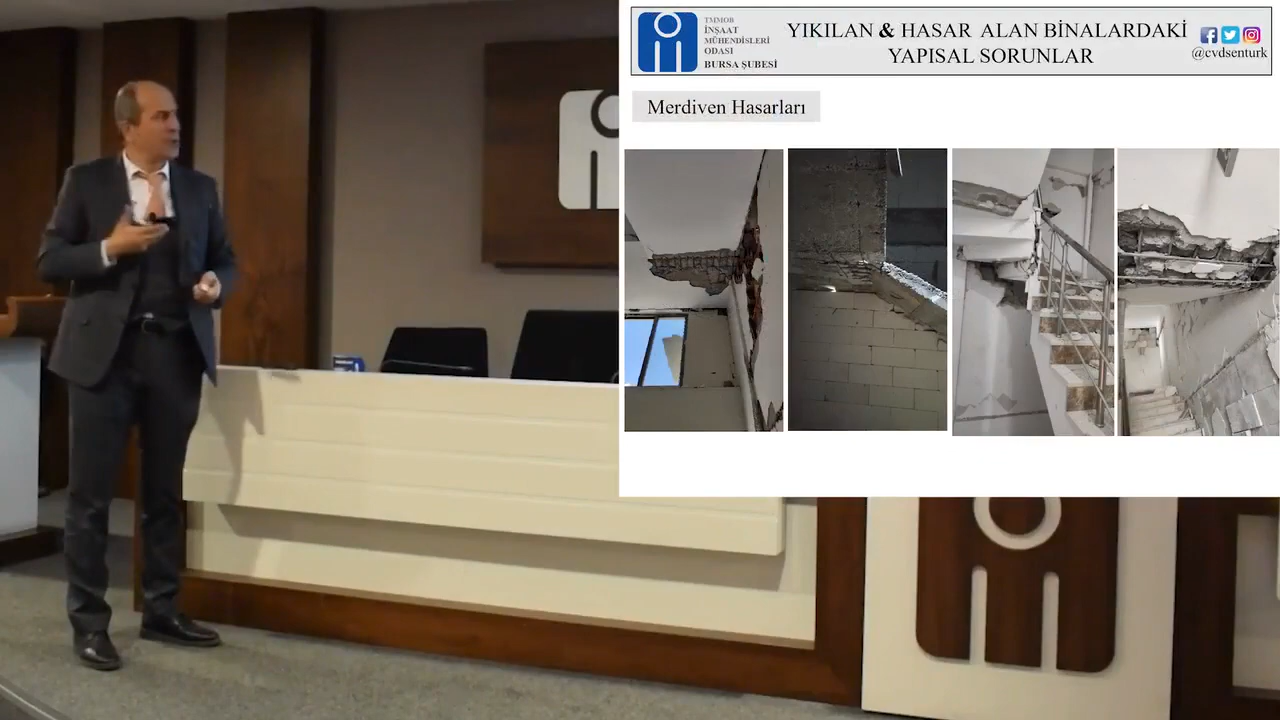 TMMOB
İNŞAAT
MÜHENDİSLERİ
ODASI
BURSA ŞUBESİ
YIKILAN & HASAR ALAN BİNALARDAKİ
YAPISAL SORUNLAR
@cvdsenturk
Merdiven Hasarları